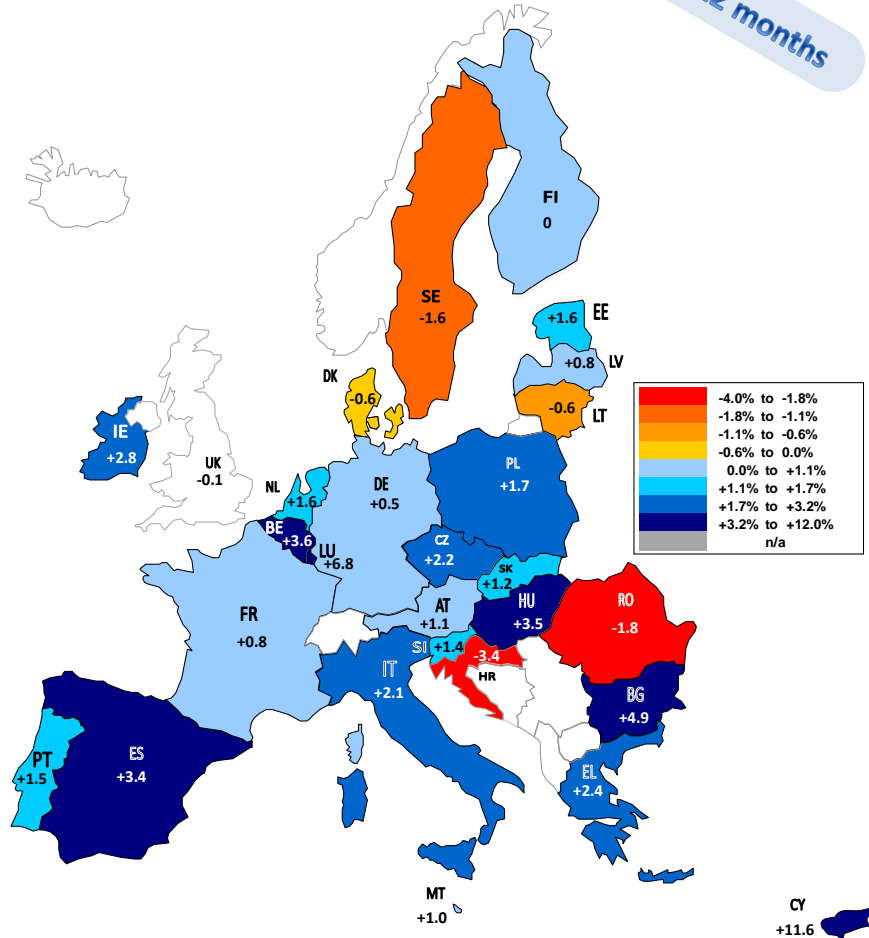 months
FI
0
SE
-1.6
EE
+1.6
LV
+0.8
DK
-0.6
LT
-0.6
-4.0% to -1.8%
-1.8% to -1.1%
-1.1% to -0.6%
-0.6% to 0.0%
0.0% to +1.1%
+1.1% to +1.7%
+1.7% to +3.2%
+3.2% to +12.0%
n/a
IE
+2.8
UK
-0.1
NL
+1.6
DE
+0.5
PL
+1.7
BE
+3.6
LU
+6.8
CZ
+2.2
SK
+1.2
FR
+0.8
AT
+1.1
HU
+3.5
RO
-1.8
SI
+1.4
HR
-3.4
IT
+2.1
BG
+4.9
PT
+1.5
ES
+3.4
EL
+2.4
MT
+1.0
CY
+11.6